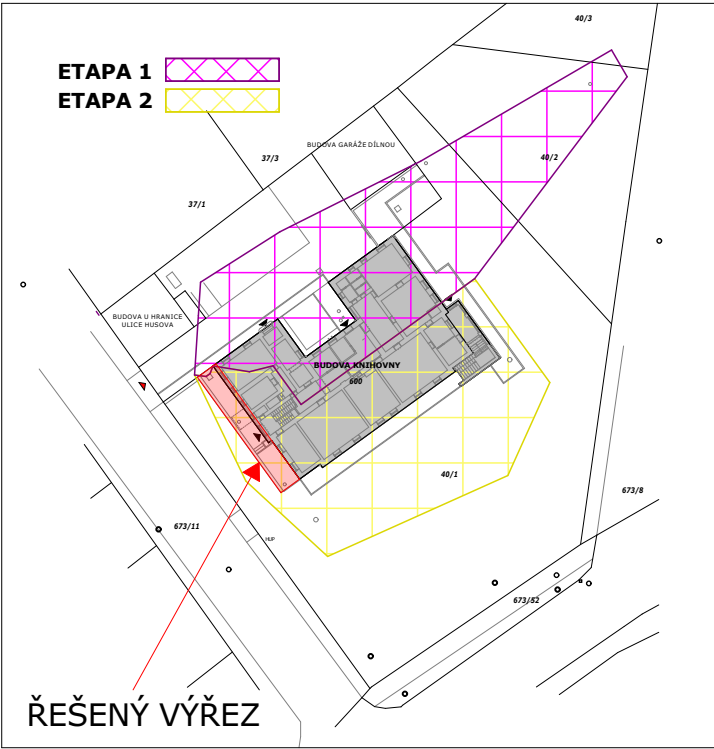 40/3
ETAPA 1
ETAPA 2
BUDOVA GARÁŽE DÍLNOU
37/3
40/2
37/1
BUDOVA U HRANICE
ULICE HUSOVA
BUDOVA KNIHOVNY
600
40/1
673/8
673/11
HUP
673/52
ŘEŠENÝ VÝŘEZ